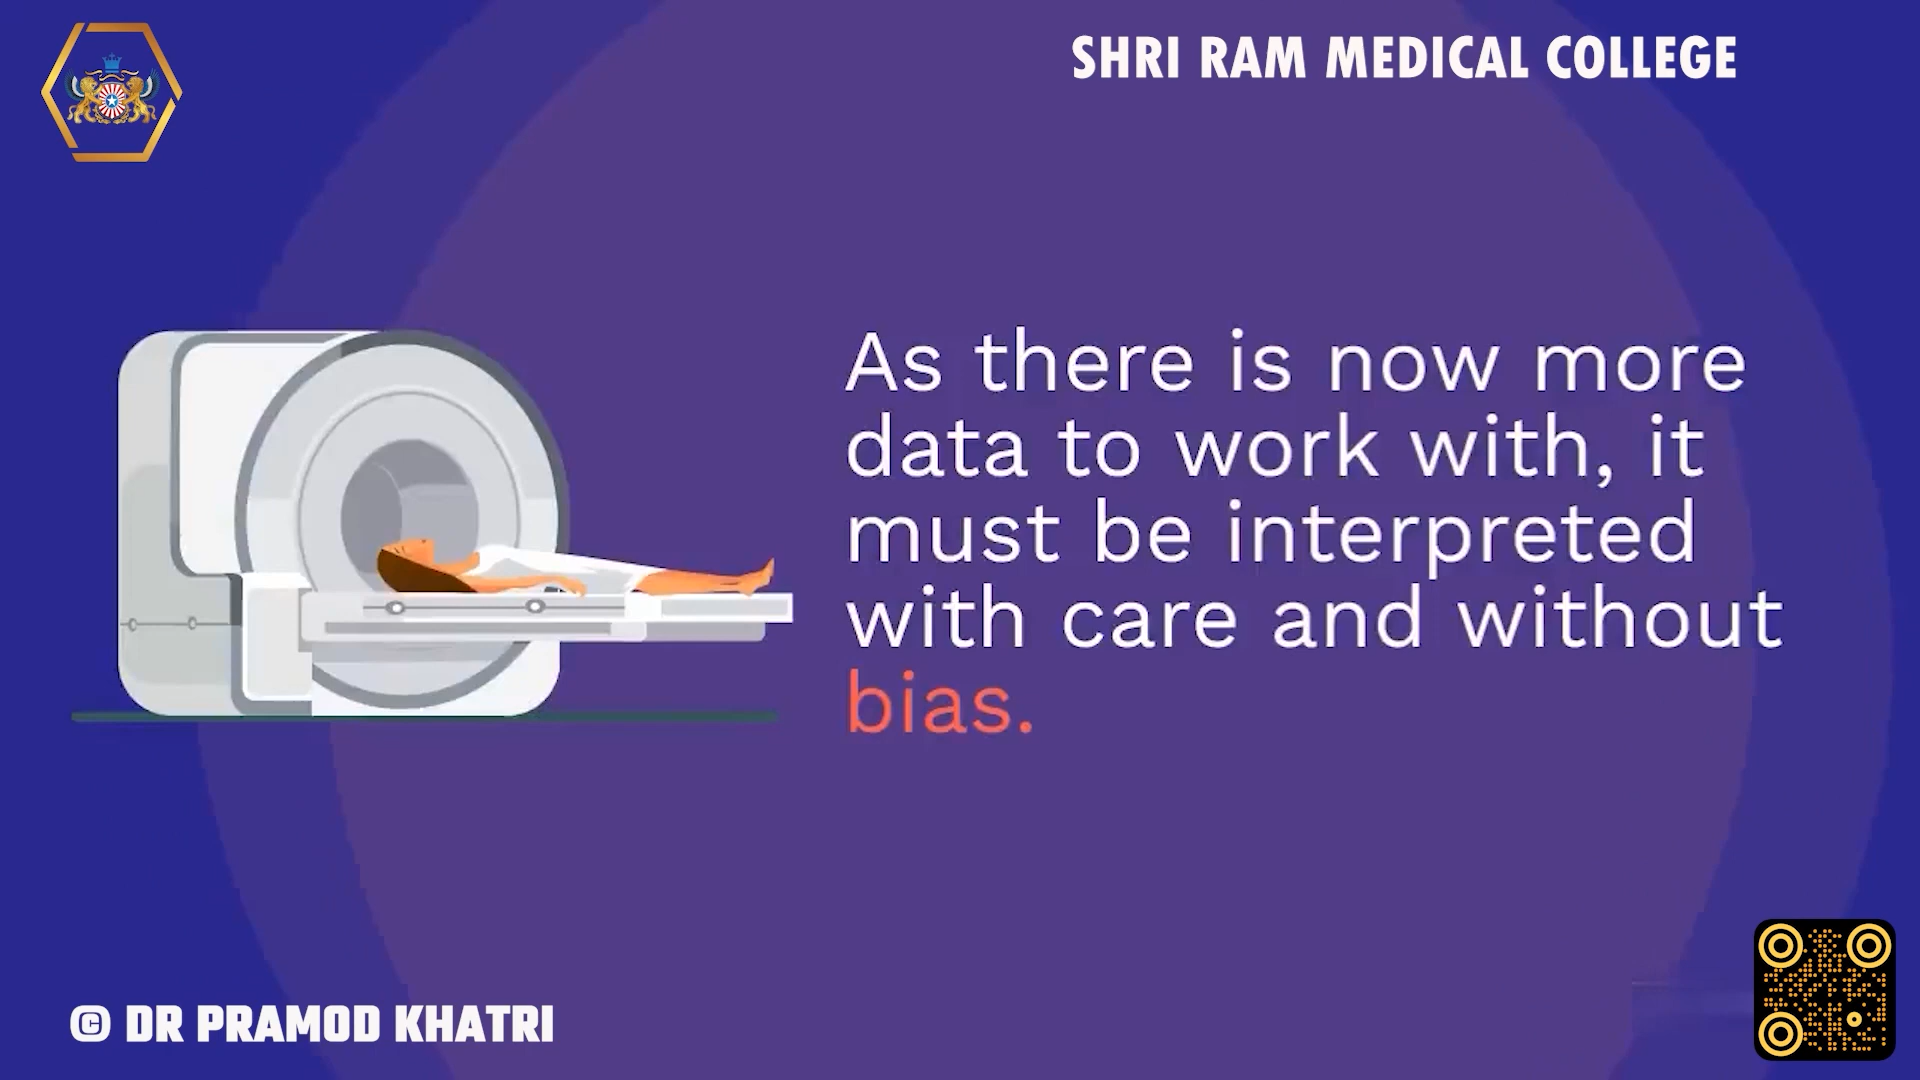 SHRI RAM MEDICAL COLLEGE
As there is now more
data to work with, it
must be interpreted
with care and without
bias.
© DR PRAMOD KHATRI